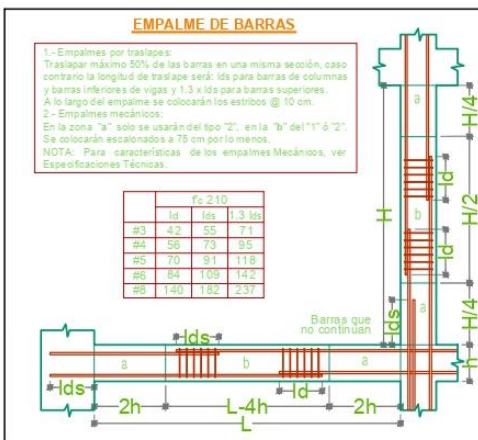 EMPALME DE BARRAS
1.- Empalmes por traslapes:
Traslapar máximo 50% de las barras en una misma sección, caso
contrario la longitud de traslape será: lds para barras de columnas
y barras inferiores de vigas y 1.3 x lds para barras superiores.
A lo largo del empalme se colocarán los estribos @ 10 cm.
2.- Empalmes mecánicos:
En la zona "a" solo se usarán del tipo "2", en la "b" del "1" ó "2".
Se colocarán escalonados a 75 cm por lo menos.
NOTA: Para características de los empalmes Mecánicos, ver
Especificaciones Técnicas.
f'c 210
ld lds 1.3 lds
#3 42 55 71
#4 56 73 95
#5 70 91 118
#6 84 109 142
#8 140 182 237
a
H/4
ld
H
b
H/2
ld
a
H/4
Barras que
no continuan
lds
h
lds
a
b
a
lds
ld
2h
L-4h
2h
L